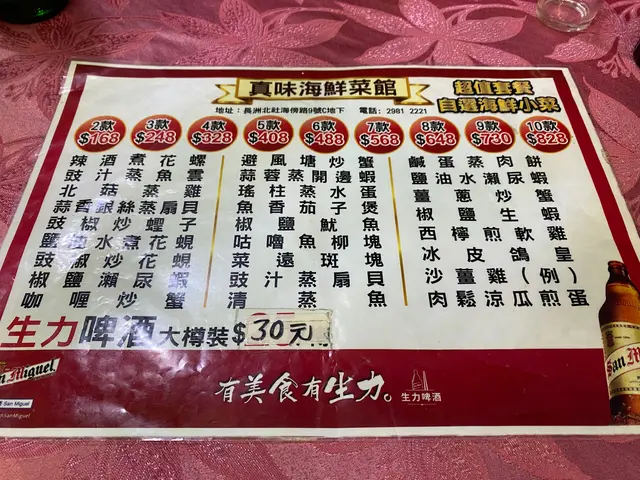 真味海鮮菜館
超值套餐
自選海鮮小菜
地址：長洲北社海傍路9號C地下 電話：2981 2221
2款 $168
3款 $248
4款 $328
5款 $408
6款 $488
7款 $568
8款 $648
9款 $730
10款 $828
辣酒煮花螺
豉汁蒸魚雲
北菇蒸雞
蒜香銀絲蒸扇貝
豉椒炒蟶子
鹽油水煮花蜆
豉椒炒花蜆
椒鹽瀨尿蝦
咖喱炒蟹
避風塘炒蟹
蒜蓉蒸開邊蝦
瑤柱蒸水蛋
魚香茄子煲
椒鹽魷魚
咕嚕魚柳塊
菜遠斑塊
豉汁蒸扇貝
清蒸魚
鹹蛋蒸肉餅
鹽油水瀨尿蝦
薑蔥炒蟹
椒鹽生蝦
西檸煎軟雞
冰皮鴿皇
沙薑雞（例）
肉鬆涼瓜煎蛋
生力啤酒 大樽裝 $30元
San Miguel
有美食有生力。
生力啤酒
San Miguel
SanMiguel
San Miguel